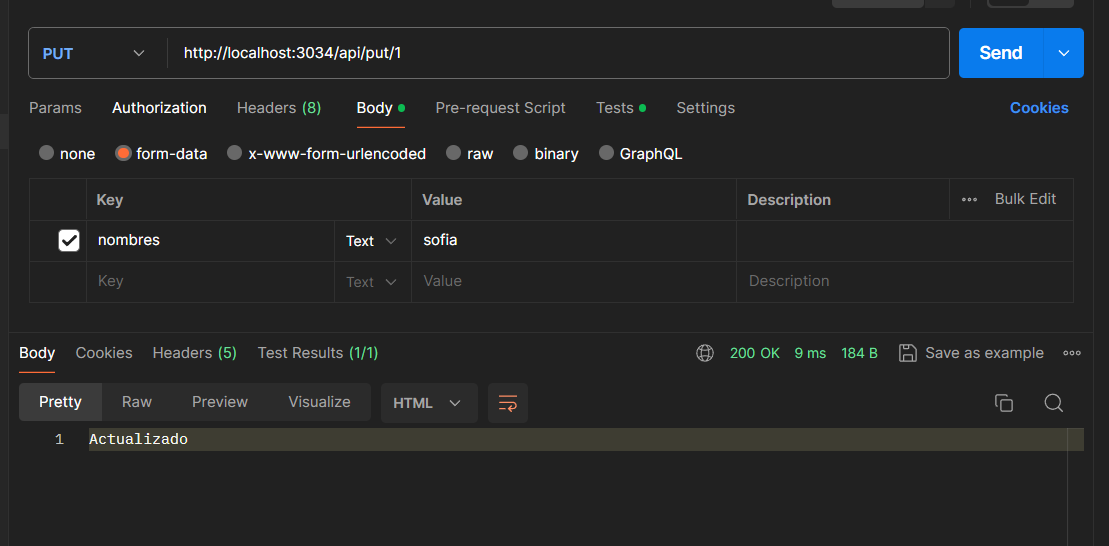 PUT http://localhost:3034/api/put/1 Send
Params Authorization Headers (8) Body Pre-request Script Tests Settings Cookies
none form-data x-www-form-urlencoded raw binary GraphQL
Key Value Description Bulk Edit
nombres Text sofia
Key Text Value Description
Body Cookies Headers (5) Test Results (1/1) 200 OK 9 ms 184 B Save as example
Pretty Raw Preview Visualize HTML
1 Actualizado